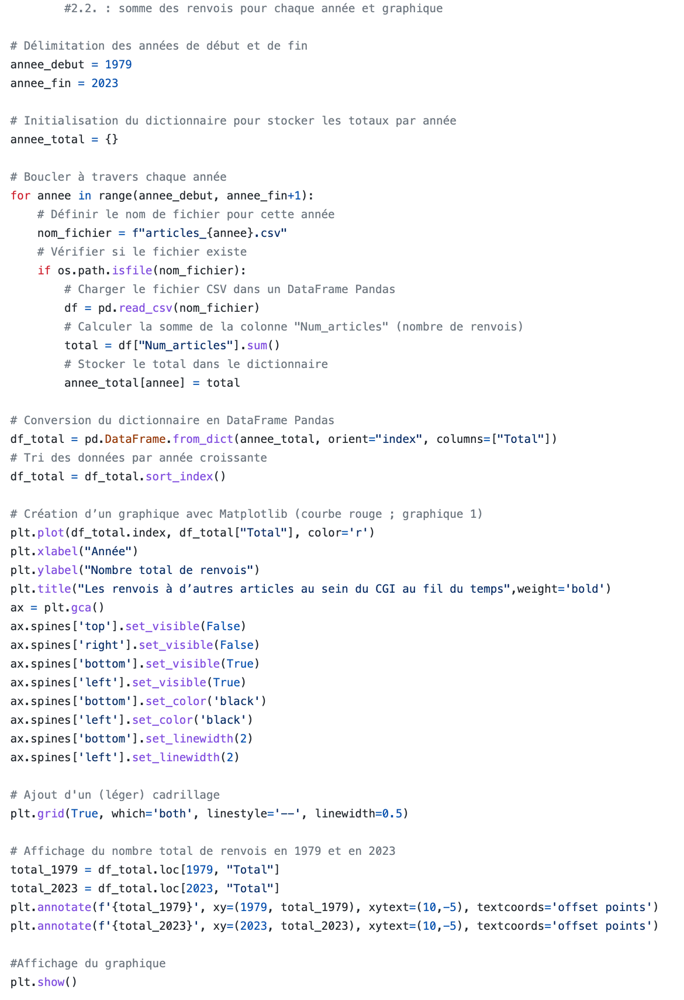 #2.2. : somme des renvois pour chaque année et graphique
# Délimitation des années de début et de fin
annee_debut = 1979
annee_fin = 2023
# Initialisation du dictionnaire pour stocker les totaux par année
annee_total = {}
# Boucler à travers chaque année
for annee in range(annee_debut, annee_fin+1):
    # Définir le nom de fichier pour cette année
    nom_fichier = f"articles_{annee}.csv"
    # Vérifier si le fichier existe
    if os.path.isfile(nom_fichier):
        # Charger le fichier CSV dans un DataFrame Pandas
        df = pd.read_csv(nom_fichier)
        # Calculer la somme de la colonne "Num_articles" (nombre de renvois)
        total = df["Num_articles"].sum()
        # Stocker le total dans le dictionnaire
        annee_total[annee] = total
# Conversion du dictionnaire en DataFrame Pandas
df_total = pd.DataFrame.from_dict(annee_total, orient="index", columns=["Total"])
# Tri des données par année croissante
df_total = df_total.sort_index()
# Création d’un graphique avec Matplotlib (courbe rouge ; graphique 1)
plt.plot(df_total.index, df_total["Total"], color='r')
plt.xlabel("Année")
plt.ylabel("Nombre total de renvois")
plt.title("Les renvois à d’autres articles au sein du CGI au fil du temps",weight='bold')
ax = plt.gca()
ax.spines['top'].set_visible(False)
ax.spines['right'].set_visible(False)
ax.spines['bottom'].set_visible(True)
ax.spines['left'].set_visible(True)
ax.spines['bottom'].set_color('black')
ax.spines['left'].set_color('black')
ax.spines['bottom'].set_linewidth(2)
ax.spines['left'].set_linewidth(2)
# Ajout d'un (léger) cadrillage
plt.grid(True, which='both', linestyle='--', linewidth=0.5)
# Affichage du nombre total de renvois en 1979 et en 2023
total_1979 = df_total.loc[1979, "Total"]
total_2023 = df_total.loc[2023, "Total"]
plt.annotate(f'{total_1979}', xy=(1979, total_1979), xytext=(10,-5), textcoords='offset points')
plt.annotate(f'{total_2023}', xy=(2023, total_2023), xytext=(10,-5), textcoords='offset points')
#Affichage du graphique
plt.show()